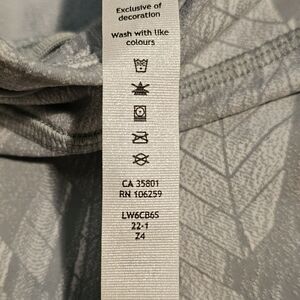 Exclusive of
decoration
Wash with like
colours
CA 35801
RN 106259
LW6CB6S
22-1
Z4